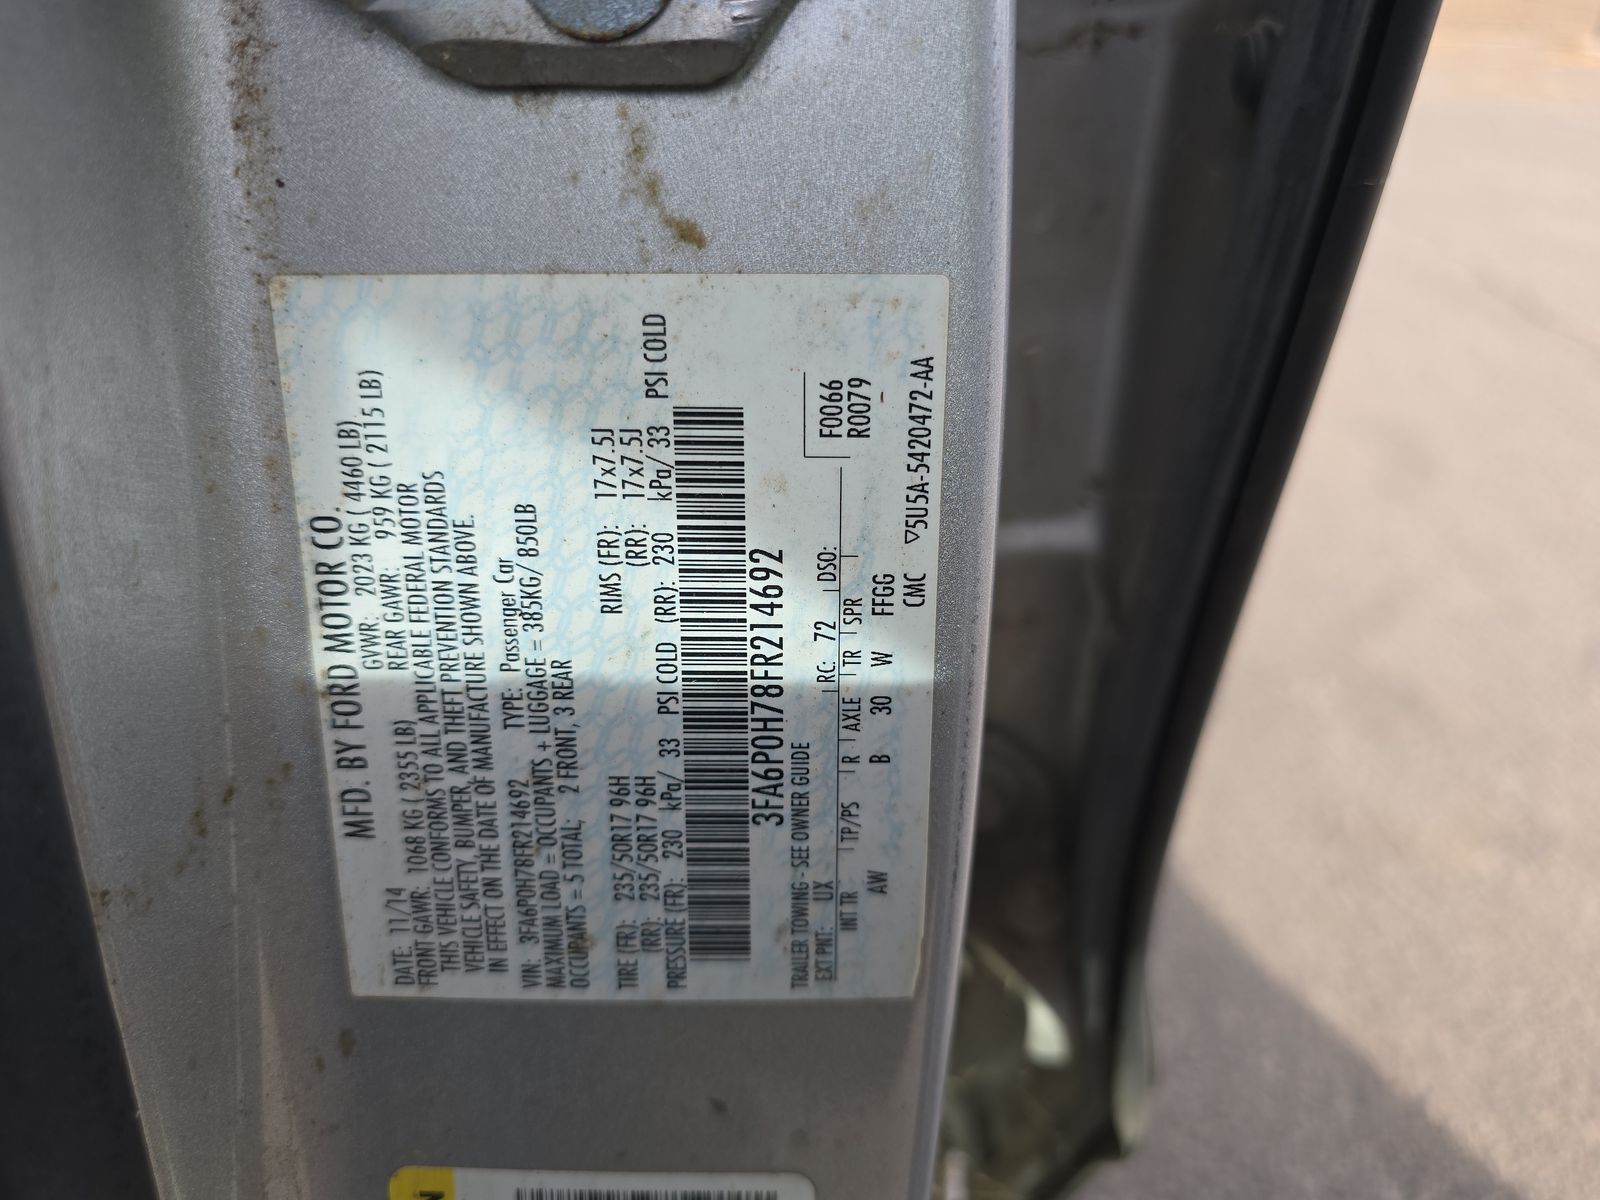 MFD. BY FORD MOTOR CO.
DATE: 11/14 GVWR: 2023 KG ( 4460 LB)
FRONT GAWR: 1068 KG ( 2355 LB) REAR GAWR: 959 KG ( 2115 LB)
THIS VEHICLE CONFORMS TO ALL APPLICABLE FEDERAL MOTOR
VEHICLE SAFETY, BUMPER, AND THEFT PREVENTION STANDARDS
IN EFFECT ON THE DATE OF MANUFACTURE SHOWN ABOVE.
VIN: 3FA6P0H78FR214692 TYPE: Passenger Car
MAXIMUM LOAD = OCCUPANTS + LUGGAGE = 385KG/ 850LB
OCCUPANTS = 5 TOTAL, 2 FRONT, 3 REAR
TIRE (FR): 235/50R17 96H RIMS (FR): 17x7.5J
(RR): 235/50R17 96H (RR): 17x7.5J
PRESSURE (FR): 230 kPa/ 33 PSI COLD (RR): 230 kPa/ 33 PSI COLD
3FA6P0H78FR214692
TRAILER TOWING - SEE OWNER GUIDE
F0066
EXT PNT: UX RC: 72 DSO:
R0079
INT TR TP/PS R AXLE TR SPR
AW B 30 W FFGG
CMC ▽5U5A-5420472-AA
N